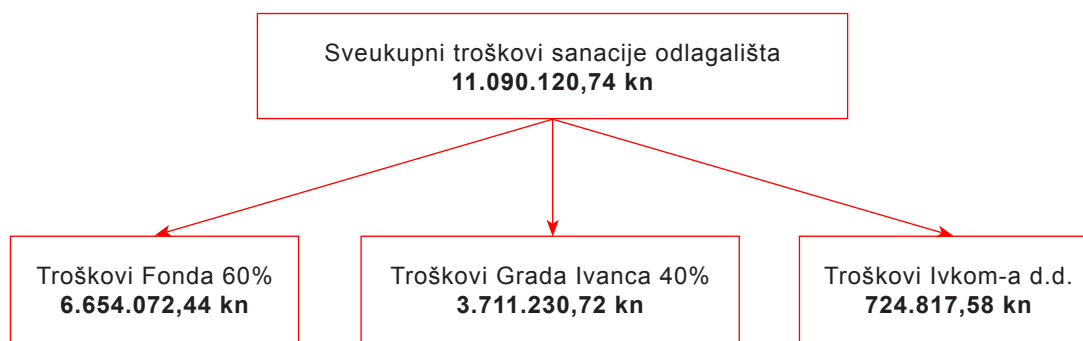 Sveukupni troškovi sanacije odlagališta
11.090.120,74 kn
Troškovi Fonda 60%
6.654.072,44 kn
Troškovi Grada Ivanca 40%
3.711.230,72 kn
Troškovi Ivkom-a d.d.
724.817,58 kn